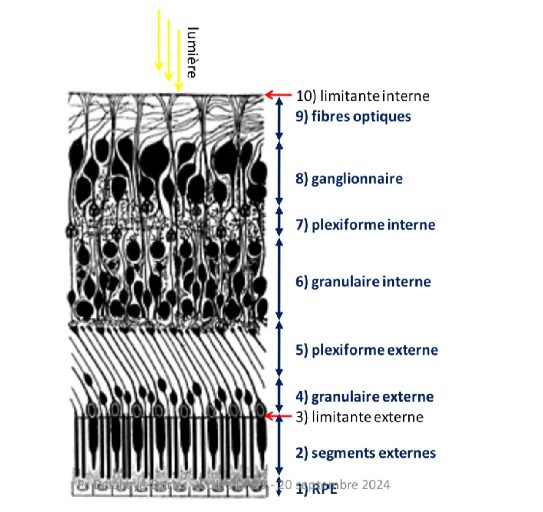 lumière
10) limitante interne
9) fibres optiques
8) ganglionnaire
7) plexiforme interne
6) granulaire interne
5) plexiforme externe
4) granulaire externe
3) limitante externe
2) segments externes
- 20 septembre 2024
1) RPE